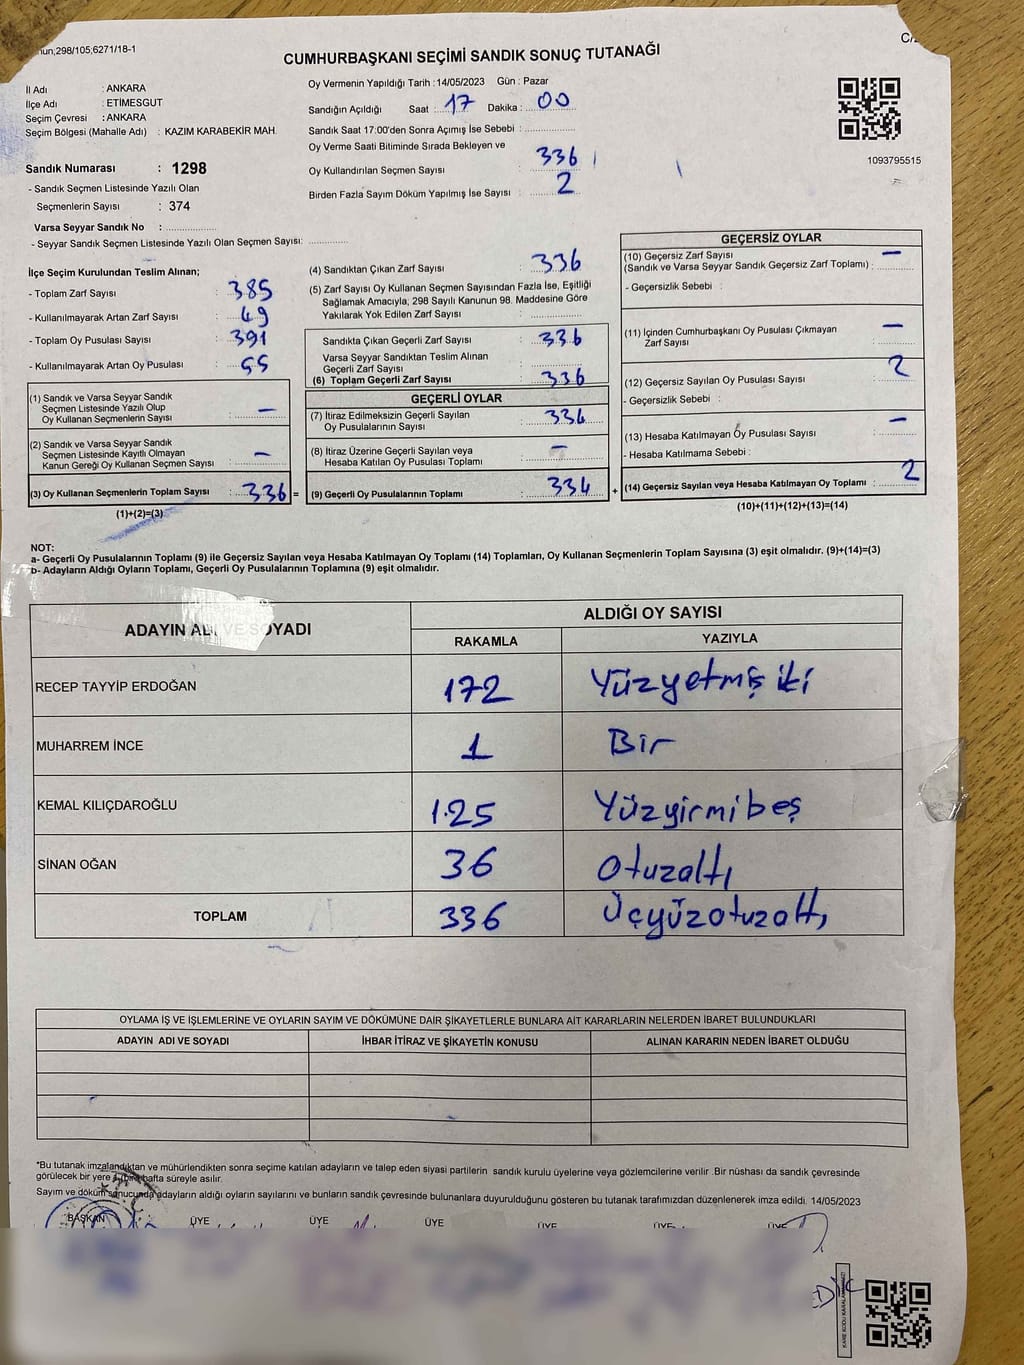 nun;298/105;6271/18-1
CUMHURBAŞKANI SEÇİMİ SANDIK SONUÇ TUTANAĞI
İl Adı : ANKARA
İlçe Adı : ETİMESGUT
Seçim Çevresi : ANKARA
Seçim Bölgesi (Mahalle Adı) : KAZIM KARABEKİR MAH.
Oy Vermenin Yapıldığı Tarih :14/05/2023 Gün : Pazar
Sandığın Açıldığı Saat : 17 Dakika : 00
Sandık Saat 17:00'den Sonra Açımış İse Sebebi :
Oy Verme Saati Bitiminde Sırada Bekleyen ve
Oy Kullandırılan Seçmen Sayısı : 336
Birden Fazla Sayım Döküm Yapılmış İse Sayısı : 2
1093795515
Sandık Numarası : 1298
- Sandık Seçmen Listesinde Yazılı Olan
Seçmenlerin Sayısı : 374
Varsa Seyyar Sandık No :
- Seyyar Sandık Seçmen Listesinde Yazılı Olan Seçmen Sayısı:
İlçe Seçim Kurulundan Teslim Alınan;
- Toplam Zarf Sayısı : 385
- Kullanılmayarak Artan Zarf Sayısı : 49
- Toplam Oy Pusulası Sayısı : 391
- Kullanılmayarak Artan Oy Pusulası : 55
(1) Sandık ve Varsa Seyyar Sandık
Seçmen Listesinde Yazılı Olup
Oy Kullanan Seçmenlerin Sayısı : –
(2) Sandık ve Varsa Seyyar Sandık
Seçmen Listesinde Kayıtlı Olmayan
Kanun Gereği Oy Kullanan Seçmen Sayısı : –
(3) Oy Kullanan Seçmenlerin Toplam Sayısı : 336 =
(1)+(2)=(3)
(4) Sandıktan Çıkan Zarf Sayısı : 336
(5) Zarf Sayısı Oy Kullanan Seçmen Sayısından Fazla İse, Eşitliği
Sağlamak Amacıyla, 298 Sayılı Kanunun 98. Maddesine Göre
Yakılarak Yok Edilen Zarf Sayısı :
Sandıkta Çıkan Geçerli Zarf Sayısı : 336
Varsa Seyyar Sandıktan Teslim Alınan
Geçerli Zarf Sayısı :
(6) Toplam Geçerli Zarf Sayısı : 336
GEÇERLİ OYLAR
(7) İtiraz Edilmeksizin Geçerli Sayılan
Oy Pusulalarının Sayısı : 334
(8) İtiraz Üzerine Geçerli Sayılan veya
Hesaba Katılan Oy Pusulası Toplamı : –
(9) Geçerli Oy Pusulalarının Toplamı : 334 +
GEÇERSİZ OYLAR
(10) Geçersiz Zarf Sayısı –
(Sandık ve Varsa Seyyar Sandık Geçersiz Zarf Toplamı) :
- Geçersizlik Sebebi :
(11) İçinden Cumhurbaşkanı Oy Pusulası Çıkmayan –
Zarf Sayısı :
(12) Geçersiz Sayılan Oy Pusulası Sayısı : 2
- Geçersizlik Sebebi :
(13) Hesaba Katılmayan Oy Pusulası Sayısı : –
- Hesaba Katılmama Sebebi :
(14) Geçersiz Sayılan veya Hesaba Katılmayan Oy Toplamı : 2
(10)+(11)+(12)+(13)=(14)
NOT:
a- Geçerli Oy Pusulalarının Toplamı (9) ile Geçersiz Sayılan veya Hesaba Katılmayan Oy Toplamı (14) Toplamları, Oy Kullanan Seçmenlerin Toplam Sayısına (3) eşit olmalıdır. (9)+(14)=(3)
b- Adayların Aldığı Oyların Toplamı, Geçerli Oy Pusulalarının Toplamına (9) eşit olmalıdır.
ADAYIN ADI VE SOYADI
ALDIĞI OY SAYISI
RAKAMLA YAZIYLA
RECEP TAYYİP ERDOĞAN 172 Yüzyetmiş iki
MUHARREM İNCE 1 Bir
KEMAL KILIÇDAROĞLU 125 Yüzyirmibeş
SİNAN OĞAN 36 Otuzaltı
TOPLAM 336 Üçyüzotuzaltı
OYLAMA İŞ VE İŞLEMLERİNE VE OYLARIN SAYIM VE DÖKÜMÜNE DAİR ŞİKAYETLERLE BUNLARA AİT KARARLARIN NELERDEN İBARET BULUNDUKLARI
ADAYIN ADI VE SOYADI İHBAR İTİRAZ VE ŞİKAYETİN KONUSU ALINAN KARARIN NEDEN İBARET OLDUĞU
*Bu tutanak imzalandıktan ve mühürlendikten sonra seçime katılan adayların ve talep eden siyasi partilerin sandık kurulu üyelerine veya gözlemcilerine verilir .Bir nüshası da sandık çevresinde
görülecek bir yere bir hafta süreyle asılır.
Sayım ve döküm sonucunda adayların aldığı oyların sayılarını ve bunların sandık çevresinde bulunanlara duyurulduğunu gösteren bu tutanak tarafımızdan düzenlenerek imza edildi. 14/05/2023
BAŞKAN ÜYE ÜYE ÜYE ÜYE ÜYE ÜYE